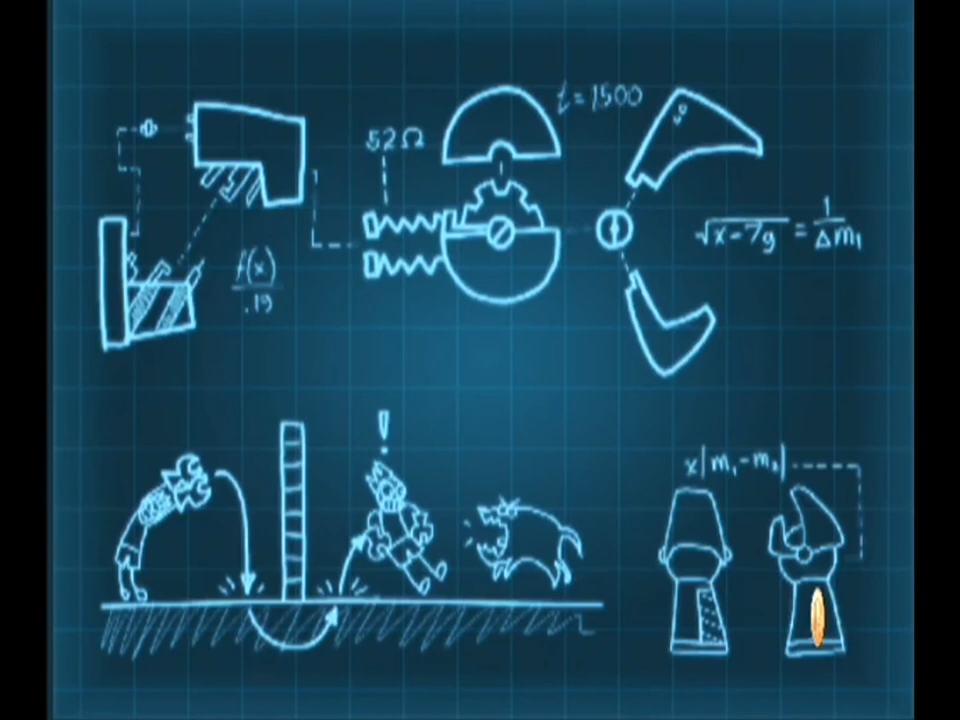 t = 1500
52Ω
√x-7g = 1/Δm₁
f(x)/.19
!
x|m₁-m₂|